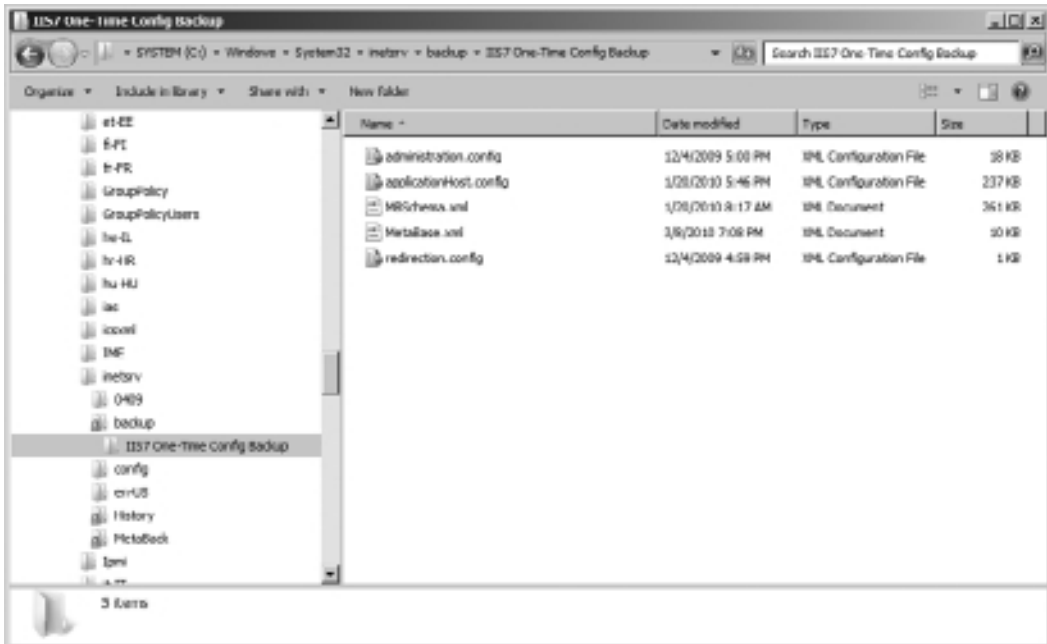 IIS7 One-Time Config Backup
SYSTEM (C:) Windows System32 inetsrv backup IIS7 One-Time Config Backup Search IIS7 One-Time Config Backup
Organize Include in library Share with New folder
et-EE
fi-FI
fr-FR
GroupPolicy
GroupPolicyUsers
he-IL
hr-HR
hu-HU
ias
icsxml
IMF
inetsrv
0409
backup
IIS7 One-Time Config Backup
config
en-US
History
MetaBack
Ipmi
Name Date modified Type Size
administration.config 12/4/2009 5:00 PM XML Configuration File 18 KB
applicationHost.config 1/20/2010 5:46 PM XML Configuration File 237 KB
MBSchema.xml 1/20/2010 8:17 AM XML Document 261 KB
MetaBase.xml 3/8/2010 7:08 PM XML Document 10 KB
redirection.config 12/4/2009 4:59 PM XML Configuration File 1 KB
items